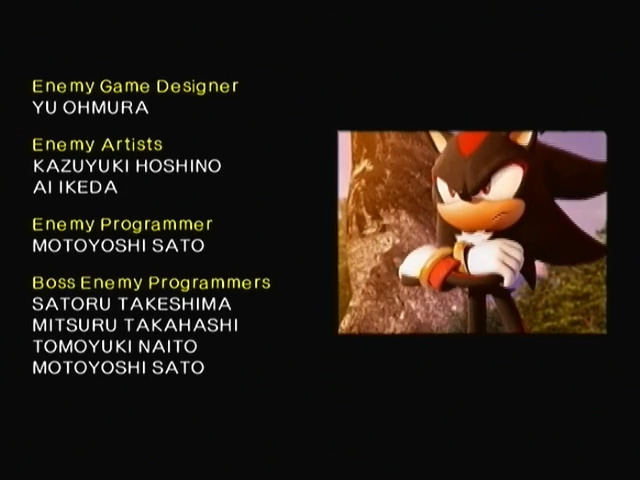 Enemy Game Designer
YU OHMURA
Enemy Artists
KAZUYUKI HOSHINO
AI IKEDA
Enemy Programmer
MOTOYOSHI SATO
Boss Enemy Programmers
SATORU TAKESHIMA
MITSURU TAKAHASHI
TOMOYUKI NAITO
MOTOYOSHI SATO